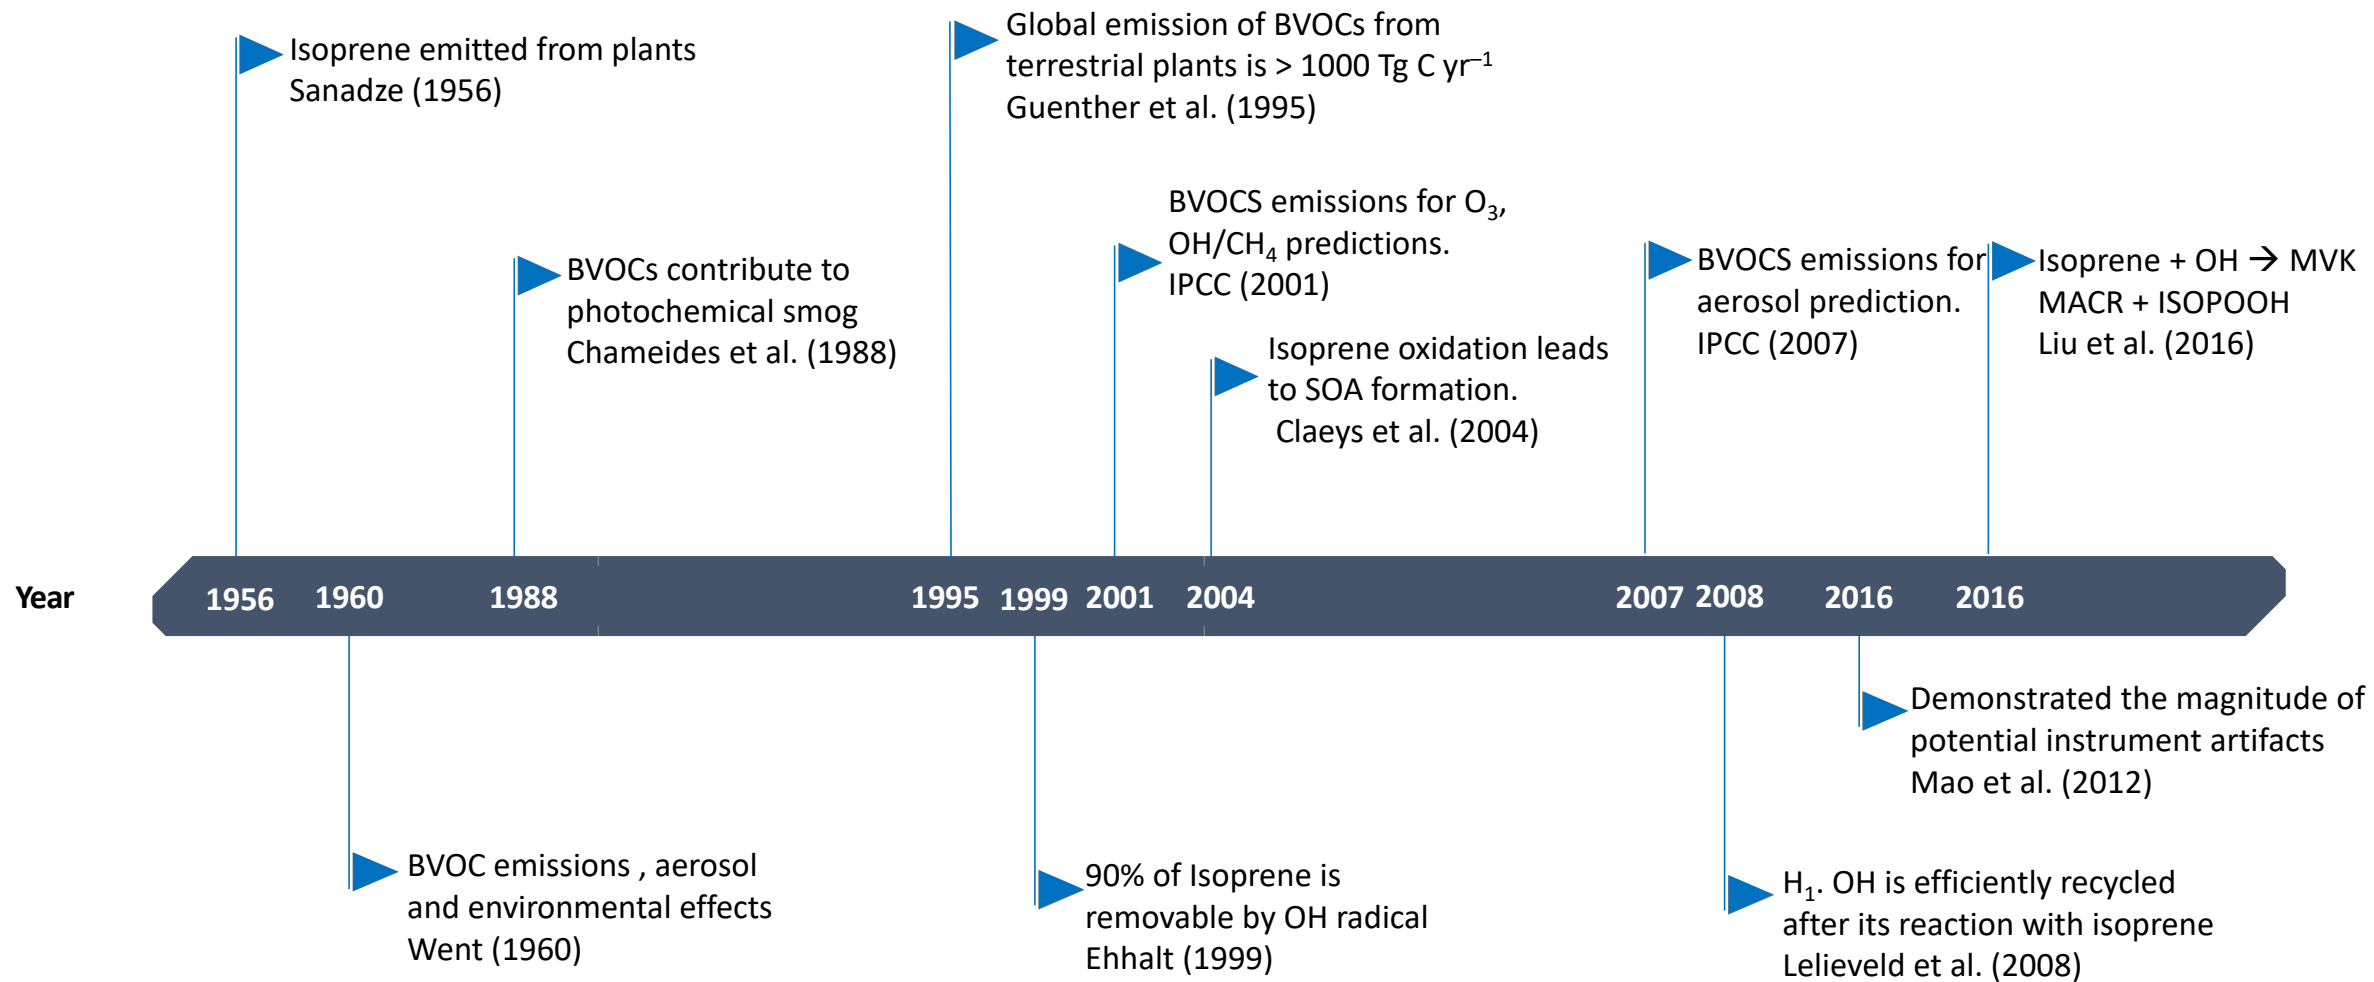 Isoprene emitted from plants
Sanadze (1956)
Global emission of BVOCs from
terrestrial plants is > 1000 Tg C yr⁻¹
Guenther et al. (1995)
BVOCs contribute to
photochemical smog
Chameides et al. (1988)
BVOCS emissions for O₃,
OH/CH₄ predictions.
IPCC (2001)
Isoprene oxidation leads
to SOA formation.
Claeys et al. (2004)
BVOCS emissions for
aerosol prediction.
IPCC (2007)
Isoprene + OH → MVK
MACR + ISOPOOH
Liu et al. (2016)
Year
1956 1960 1988 1995 1999 2001 2004 2007 2008 2016 2016
BVOC emissions , aerosol
and environmental effects
Went (1960)
90% of Isoprene is
removable by OH radical
Ehhalt (1999)
Demonstrated the magnitude of
potential instrument artifacts
Mao et al. (2012)
H₁. OH is efficiently recycled
after its reaction with isoprene
Lelieveld et al. (2008)